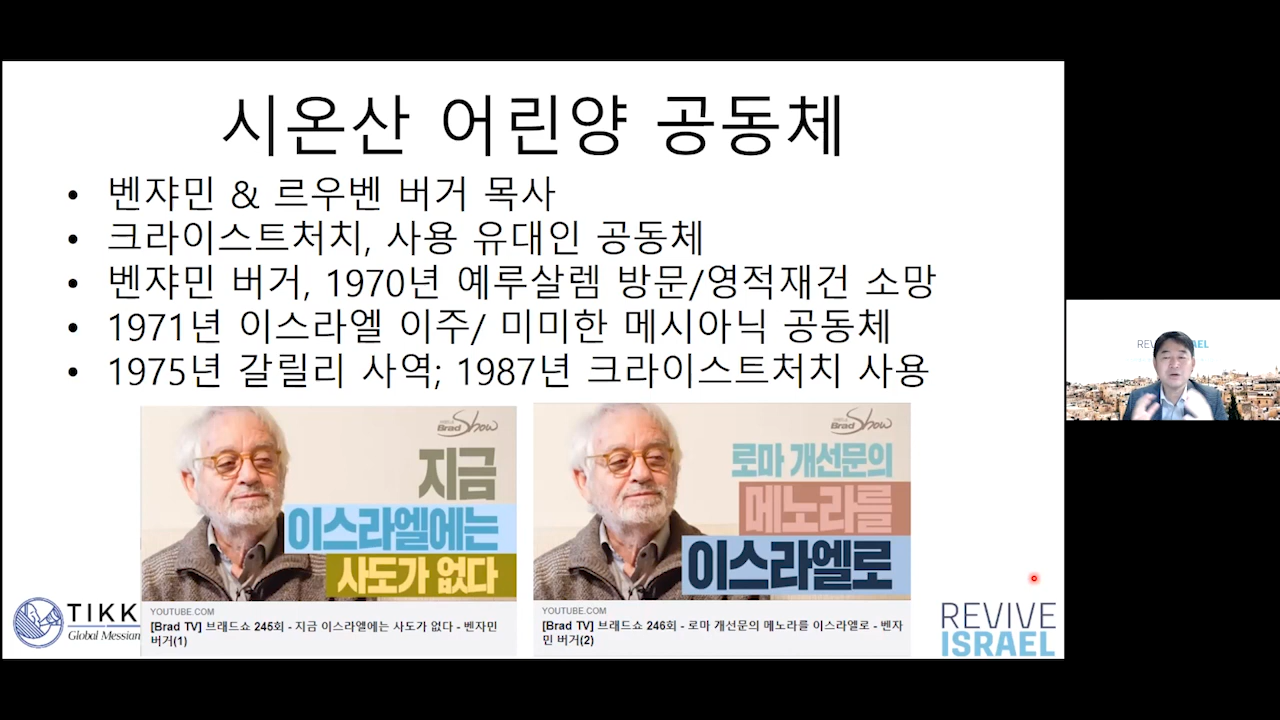 시온산 어린양 공동체
• 벤쟈민 & 르우벤 버거 목사
• 크라이스트처치, 사용 유대인 공동체
• 벤쟈민 버거, 1970년 예루살렘 방문/영적재건 소망
• 1971년 이스라엘 이주/ 미미한 메시아닉 공동체
• 1975년 갈릴리 사역; 1987년 크라이스트처치 사용
Brad Show
지금
이스라엘에는
사도가 없다
YOUTUBE.COM
[Brad TV] 브래드쇼 245회 - 지금 이스라엘에는 사도가 없다 - 벤자민
버거(1)
Brad Show
로마 개선문의
메노라를
이스라엘로
YOUTUBE.COM
[Brad TV] 브래드쇼 246회 - 로마 개선문의 메노라를 이스라엘로 - 벤자
민 버거(2)
TIKK
Global Messian
REVIVE
ISRAEL